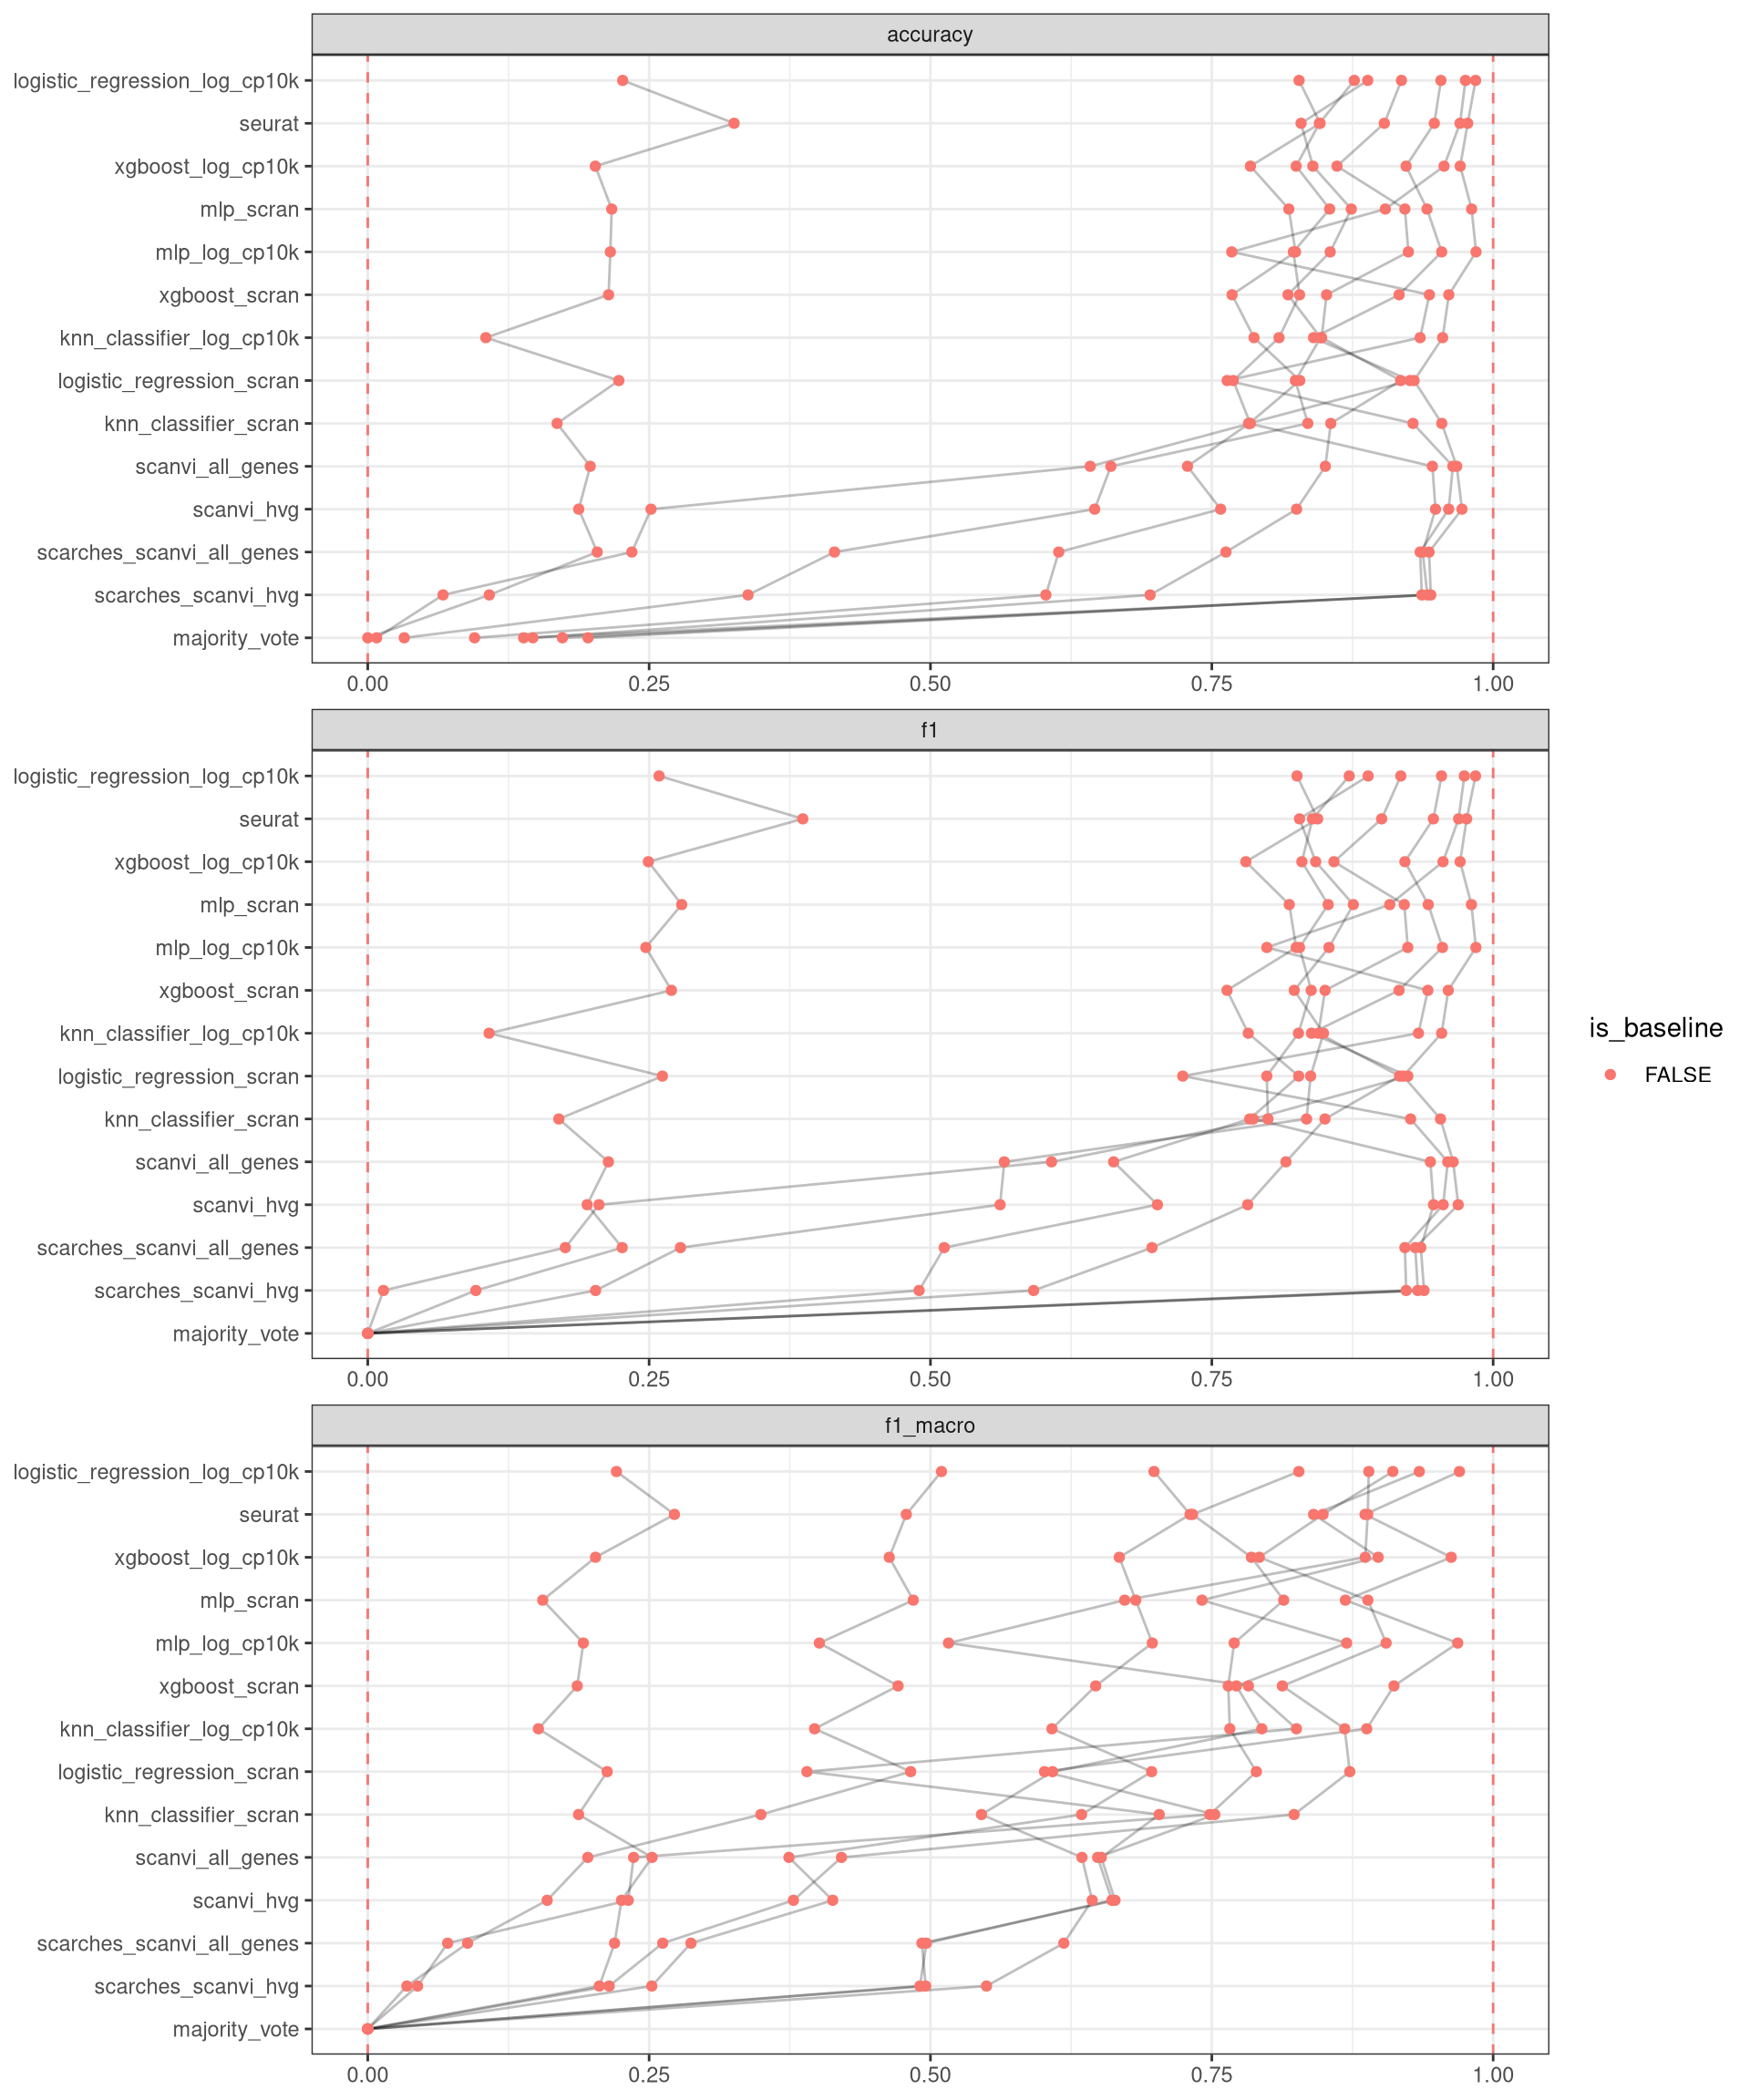 accuracy
logistic_regression_log_cp10k
seurat
xgboost_log_cp10k
mlp_scran
mlp_log_cp10k
xgboost_scran
knn_classifier_log_cp10k
logistic_regression_scran
knn_classifier_scran
scanvi_all_genes
scanvi_hvg
scarches_scanvi_all_genes
scarches_scanvi_hvg
majority_vote
0.00 0.25 0.50 0.75 1.00
f1
logistic_regression_log_cp10k
seurat
xgboost_log_cp10k
mlp_scran
mlp_log_cp10k
xgboost_scran
knn_classifier_log_cp10k
logistic_regression_scran
knn_classifier_scran
scanvi_all_genes
scanvi_hvg
scarches_scanvi_all_genes
scarches_scanvi_hvg
majority_vote
0.00 0.25 0.50 0.75 1.00
is_baseline
FALSE
f1_macro
logistic_regression_log_cp10k
seurat
xgboost_log_cp10k
mlp_scran
mlp_log_cp10k
xgboost_scran
knn_classifier_log_cp10k
logistic_regression_scran
knn_classifier_scran
scanvi_all_genes
scanvi_hvg
scarches_scanvi_all_genes
scarches_scanvi_hvg
majority_vote
0.00 0.25 0.50 0.75 1.00